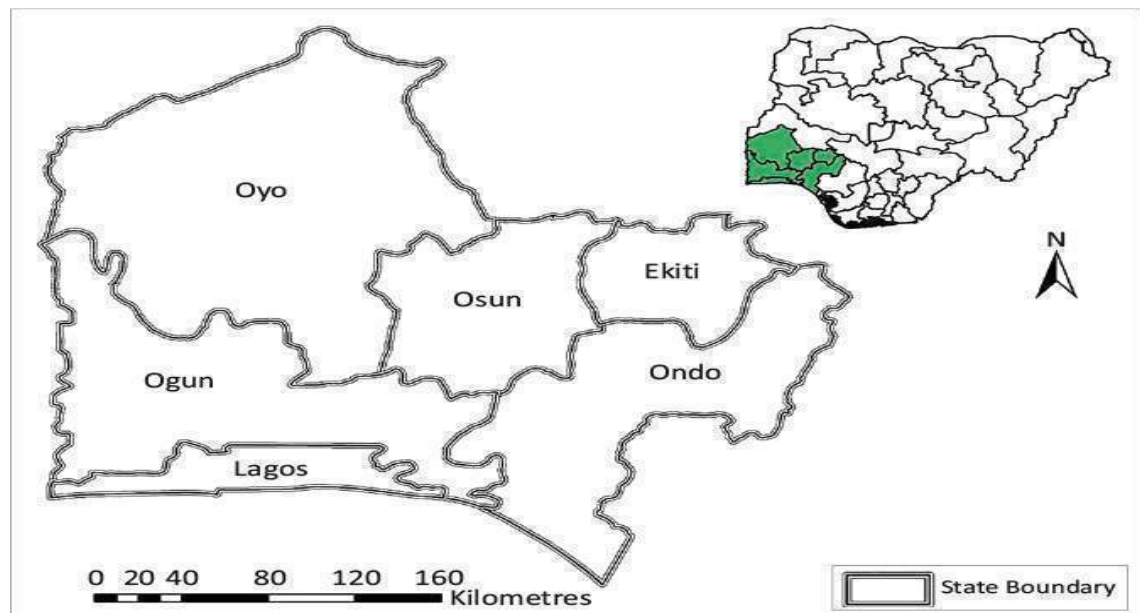 Oyo
N
Ekiti
Osun
Ogun
Ondo
Lagos
0 20 40 80 120 160
Kilometres
State Boundary